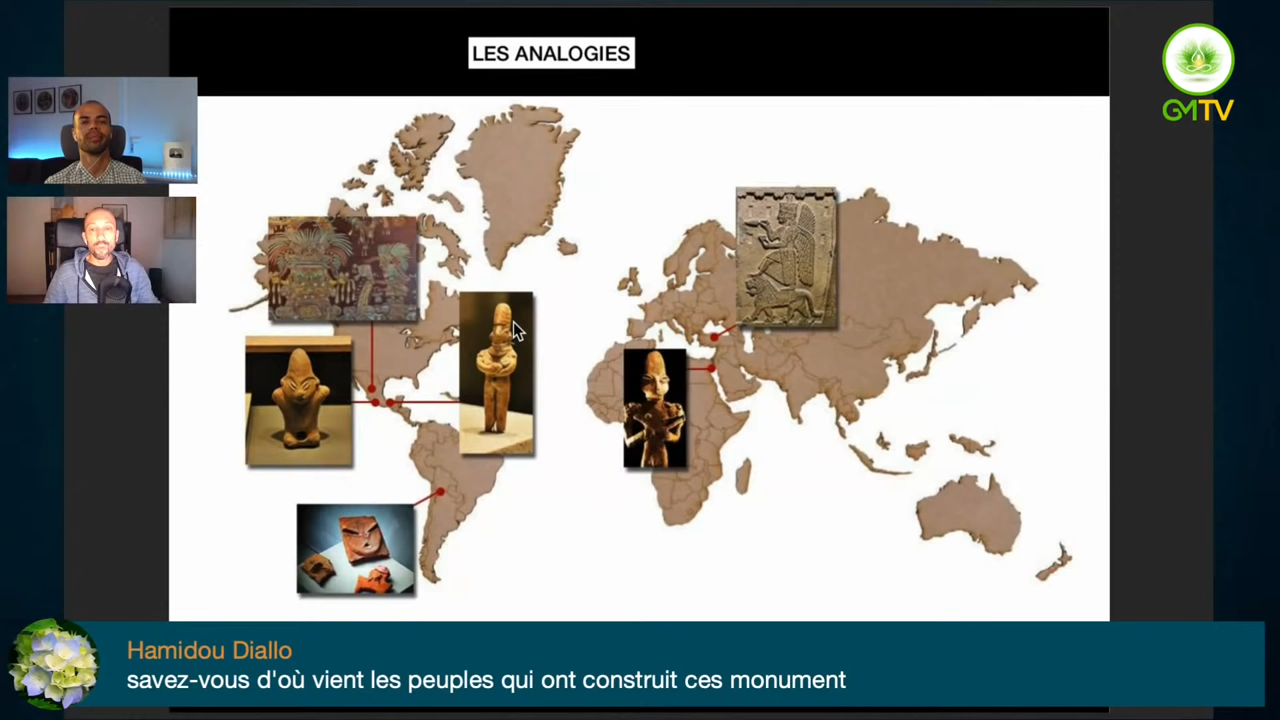 LES ANALOGIES
GMTV
Hamidou Diallo
savez-vous d'où vient les peuples qui ont construit ces monument